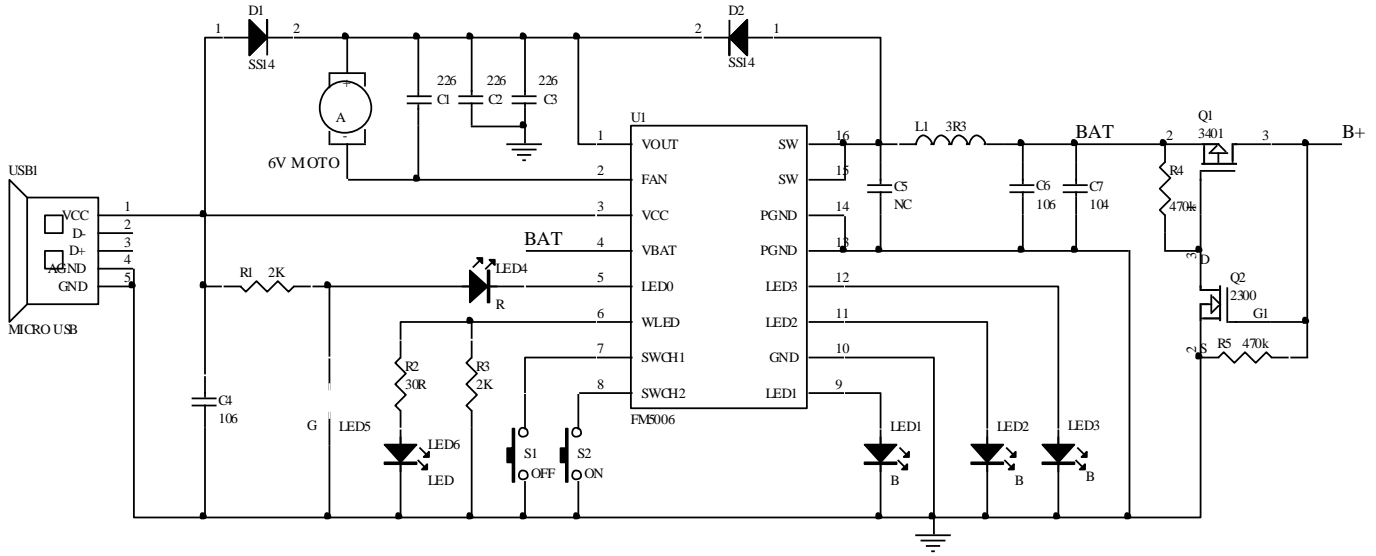 D1
1 2
SS14
D2
2 1
SS14
226
C1
226
C2
226
C3
A
+
-
6V MOTO
U1
1 VOUT
2 FAN
3 VCC
4 VBAT
5 LED0
6 WLED
7 SWCH1
8 SWCH2
SW 16
SW 15
PGND 14
PGND 13
LED3 12
LED2 11
GND 10
LED1 9
FM5006
USB1
VCC 1
D- 2
D+ 3
AGND 4
GND 5
MICRO USB
BAT
R1 2K
LED4
R
R2
30R
R3
2K
C4
106
G LED5
LED6
LED
S1
OFF
S2
ON
L1 3R3
C5
NC
C6
106
C7
104
BAT
Q1
3401
2 3
B+
R4
470k
3 D
Q2
2300
G1
2 S
R5 470k
LED1
B
LED2
B
LED3
B